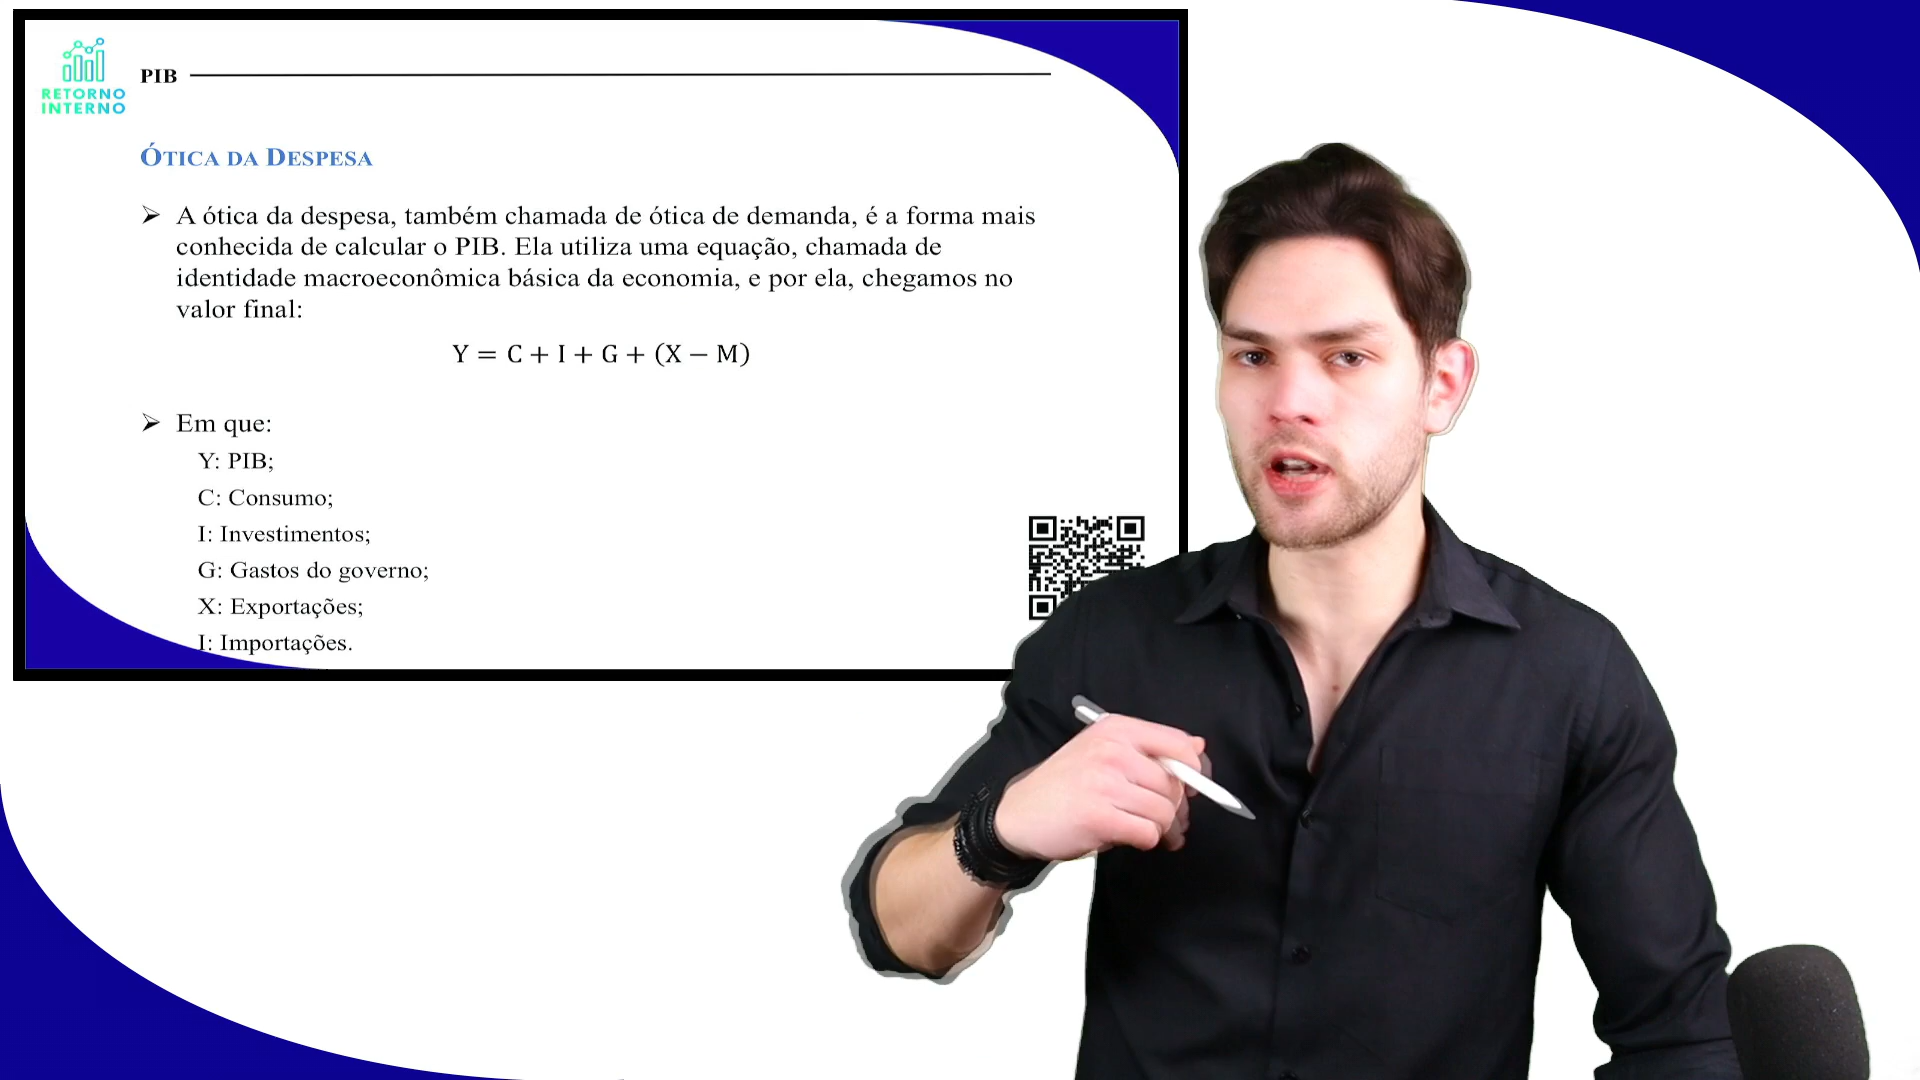 RETORNO
INTERNO
PIB
ÓTICA DA DESPESA
➢ A ótica da despesa, também chamada de ótica de demanda, é a forma mais
conhecida de calcular o PIB. Ela utiliza uma equação, chamada de
identidade macroeconômica básica da economia, e por ela, chegamos no
valor final:
Y = C + I + G + (X − M)
➢ Em que:
Y: PIB;
C: Consumo;
I: Investimentos;
G: Gastos do governo;
X: Exportações;
I: Importações.